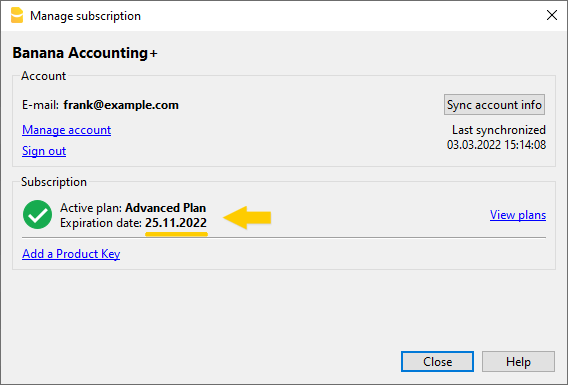 Manage subscription
Banana Accounting+
Account
E-mail: frank@example.com
Sync account info
Manage account
Last synchronized
Sign out
03.03.2022 15:14:08
Subscription
Active plan: Advanced Plan
Expiration date: 25.11.2022
View plans
Add a Product Key
Close
Help